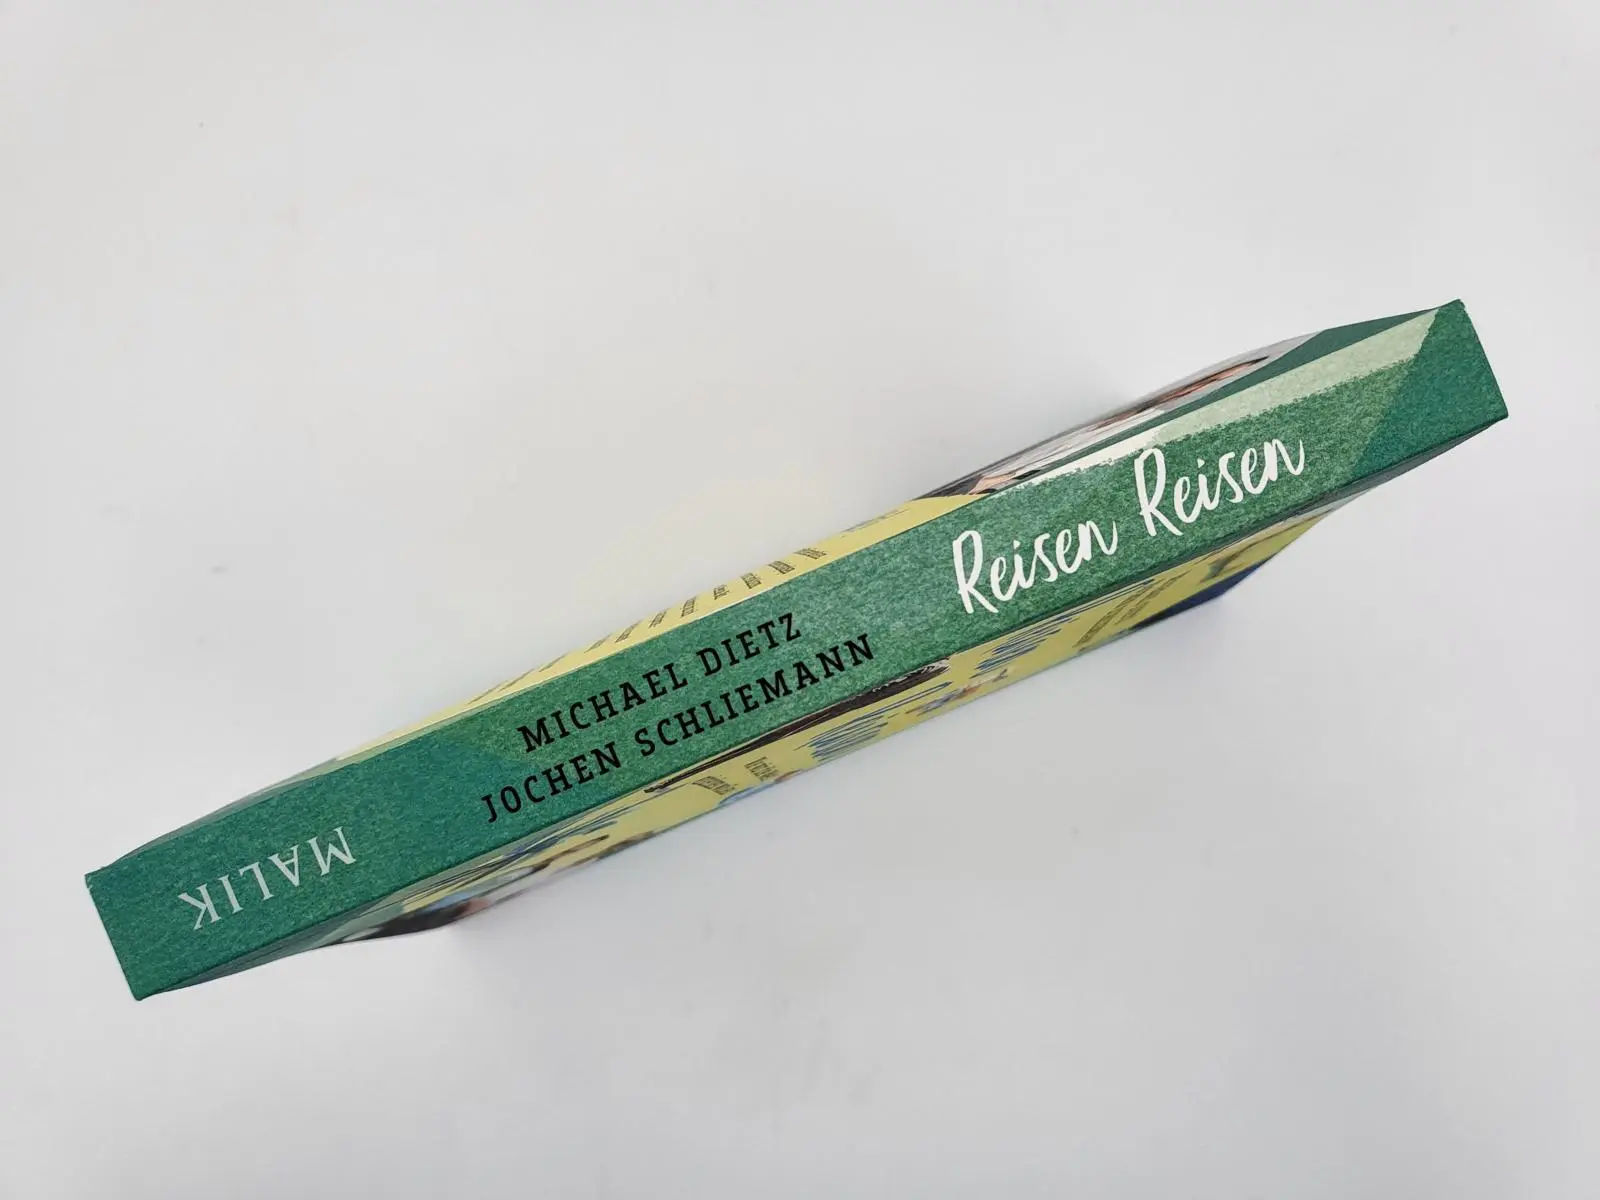 MICHAEL DIETZ
JOCHEN SCHLIEMANN
Reisen Reisen
MALIK